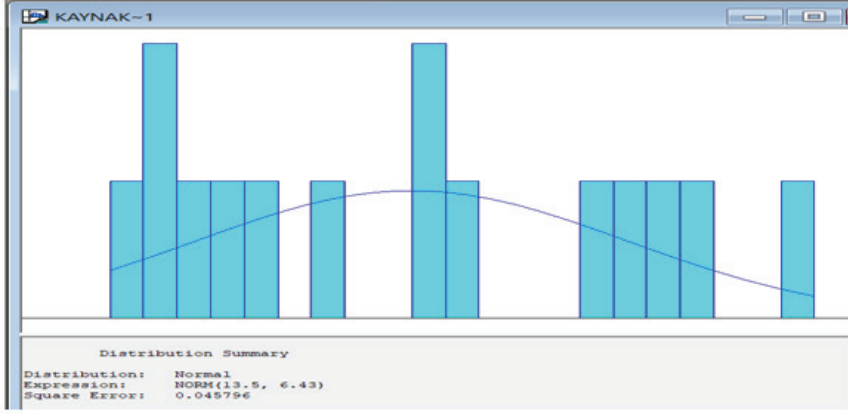 KAYNAK~1
Distribution Summary
Distribution: Normal
Expression: NORM(13.5, 6.43)
Square Error: 0.045796